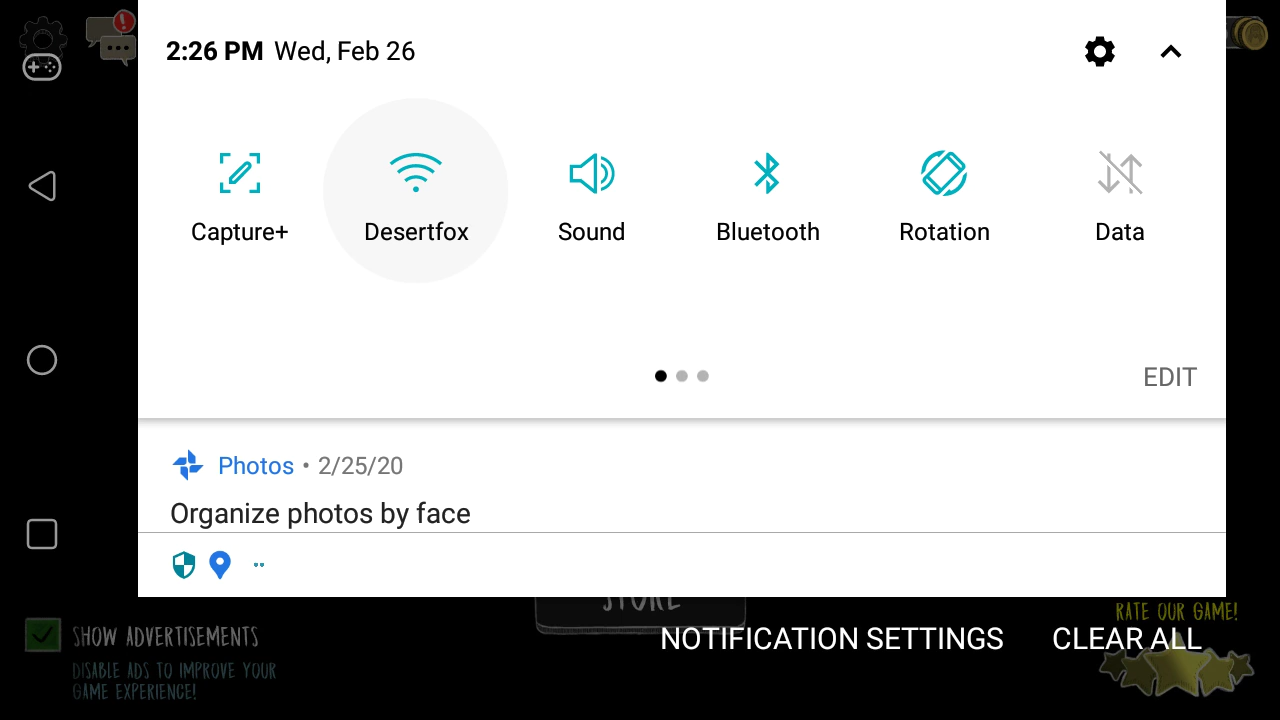 2:26 PM Wed, Feb 26
Capture+
Desertfox
Sound
Bluetooth
Rotation
Data
EDIT
Photos • 2/25/20
Organize photos by face
STORE
RATE OUR GAME!
SHOW ADVERTISEMENTS
NOTIFICATION SETTINGS
CLEAR ALL
DISABLE ADS TO IMPROVE YOUR
GAME EXPERIENCE!